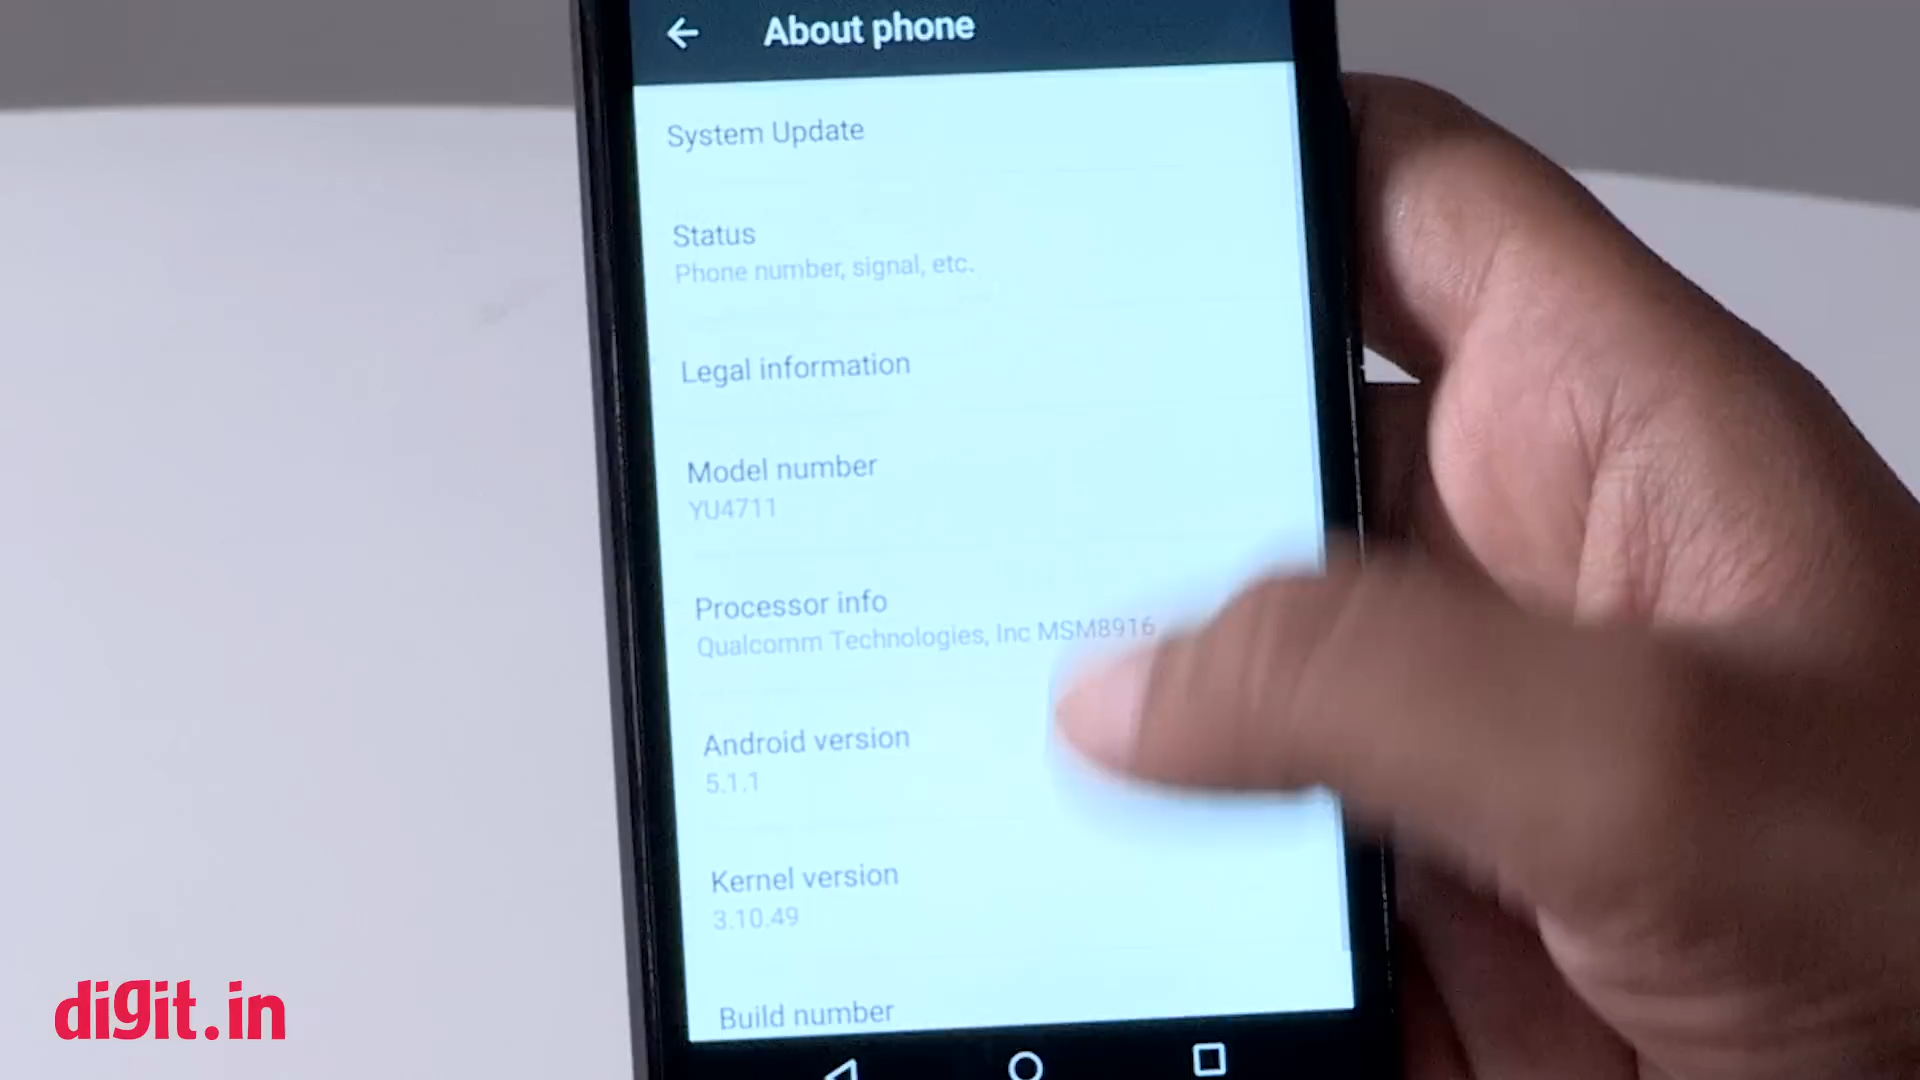 About phone
System Update
Status
Phone number, signal, etc.
Legal information
Model number
YU4711
Processor info
Qualcomm Technologies, Inc MSM8916
Android version
5.1.1
Kernel version
3.10.49
Build number
digit.in